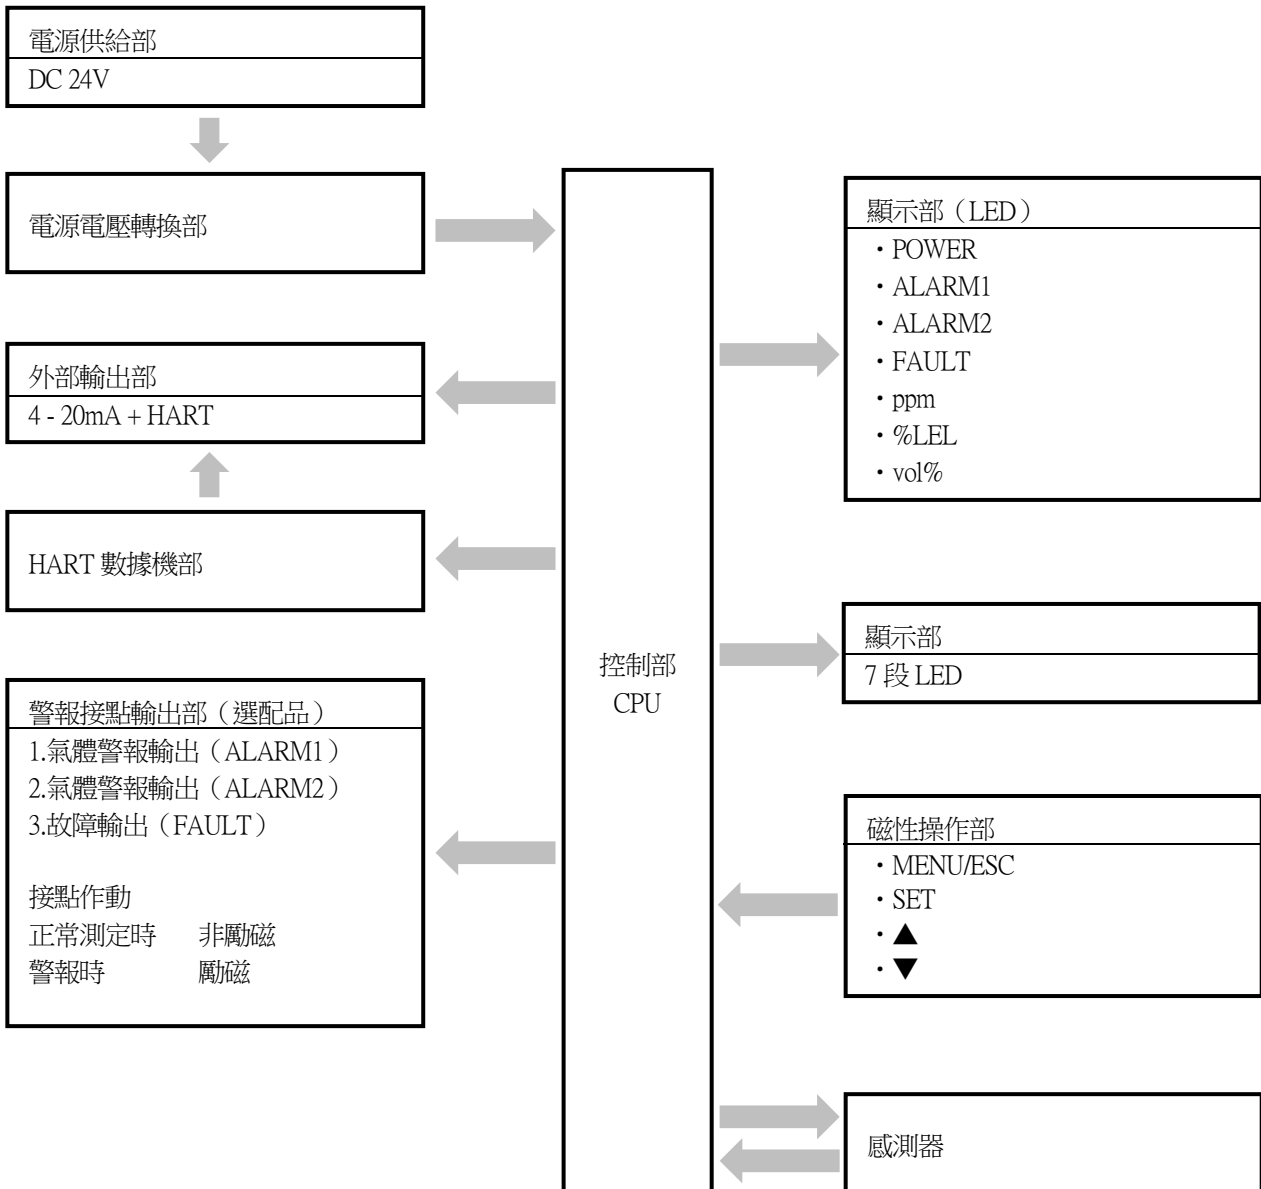 電源供給部
DC 24V
電源電壓轉換部
外部輸出部
4 - 20mA + HART
HART 數據機部
警報接點輸出部（選配品）
1.氣體警報輸出（ALARM1）
2.氣體警報輸出（ALARM2）
3.故障輸出（FAULT）
接點作動
正常測定時 非勵磁
警報時 勵磁
控制部
CPU
顯示部（LED）
・POWER
・ALARM1
・ALARM2
・FAULT
・ppm
・%LEL
・vol%
顯示部
7 段 LED
磁性操作部
・MENU/ESC
・SET
・▲
・▼
感測器